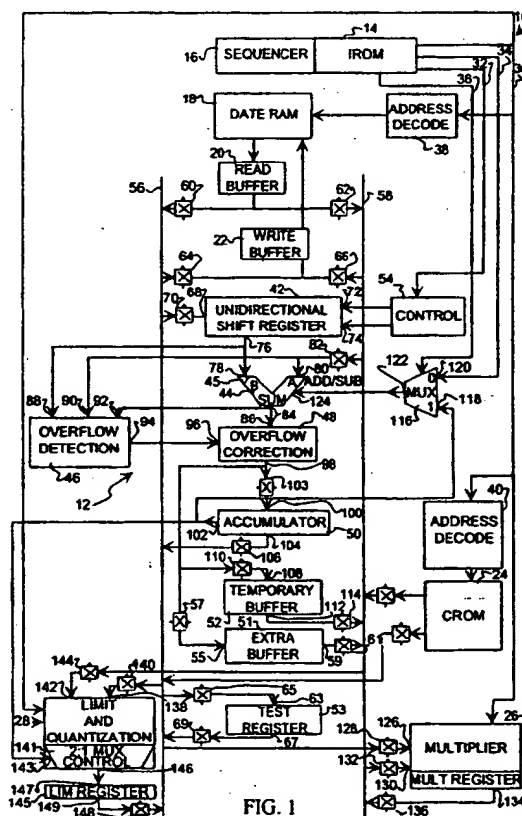 10
14
32
34
30
36
16
SEQUENCER
IROM
18
DATE RAM
ADDRESS
DECODE
38
20
READ
BUFFER
56
60
62
58
22
WRITE
BUFFER
64
66
42
54
70
68
72
UNIDIRECTIONAL
SHIFT REGISTER
CONTROL
74
76
82
78
80
122
120
88
90
92
45
B
A
ADD/SUB
0
MUX
118
44
SUM
124
116
1
94
86
84
48
96
OVERFLOW
DETECTION
OVERFLOW
CORRECTION
98
46
12
103
100
40
ACCUMULATOR
ADDRESS
DECODE
102
104
50
110
106
24
108
TEMPORARY
BUFFER
114
57
52
51
112
CROM
EXTRA
BUFFER
55
59
61
144
440
142
138
65
63
26
28
LIMIT
AND
QUANTIZATION
TEST
REGISTER
53
128
126
69
67
MULTIPLIER
141
2:1 MUX
CONTROL
132
143
146
130
MULT REGISTER
147
LIM REGISTER
134
145
149
148
136
FIG. 1